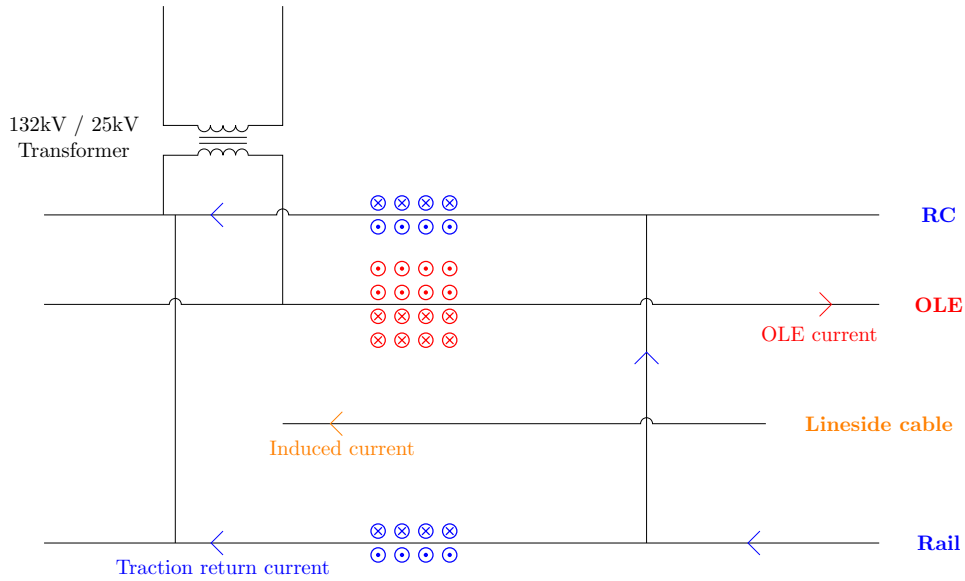 132kV / 25kV
Transformer
RC
OLE
OLE current
Lineside cable
Induced current
Rail
Traction return current